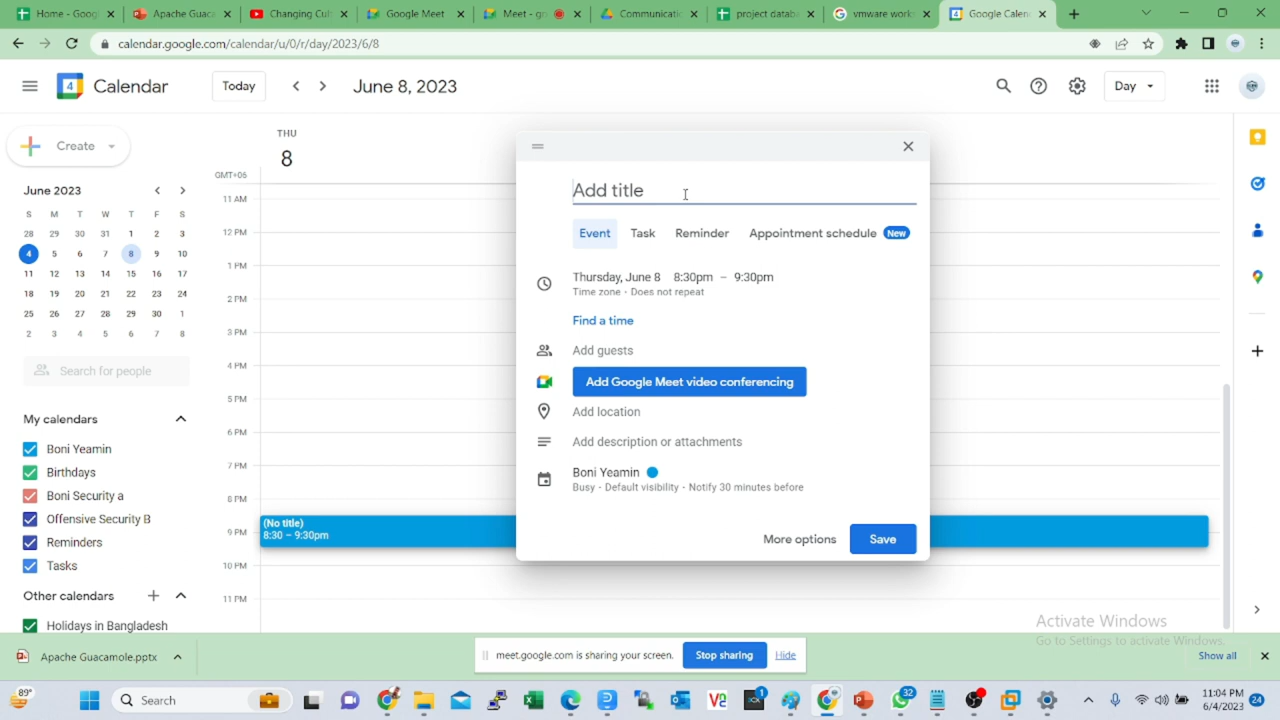 Home - Goog
Apache Guaca
Changing Cult
Google Meet
Meet - gr
Communicatio
project databa
vmware works
Google Calen
calendar.google.com/calendar/u/0/r/day/2023/6/8
4
Calendar
Today
June 8, 2023
Day
Create
THU
8
GMT+06
June 2023
S M T W T F S
28 29 30 31 1 2 3
4 5 6 7 8 9 10
11 12 13 14 15 16 17
18 19 20 21 22 23 24
25 26 27 28 29 30 1
2 3 4 5 6 7 8
Search for people
My calendars
Boni Yeamin
Birthdays
Boni Security a
Offensive Security B
Reminders
Tasks
Other calendars
Holidays in Bangladesh
11 AM
12 PM
1 PM
2 PM
3 PM
4 PM
5 PM
6 PM
7 PM
8 PM
9 PM
10 PM
11 PM
(No title)
8:30 – 9:30pm
Add title
Event Task Reminder Appointment schedule New
Thursday, June 8 8:30pm – 9:30pm
Time zone · Does not repeat
Find a time
Add guests
Add Google Meet video conferencing
Add location
Add description or attachments
Boni Yeamin
Busy · Default visibility · Notify 30 minutes before
More options Save
Activate Windows
Go to Settings to activate Windows.
Apache Guacamole.pptx
meet.google.com is sharing your screen. Stop sharing Hide
Show all
89°
Search
1
32
11:04 PM
6/4/2023
24